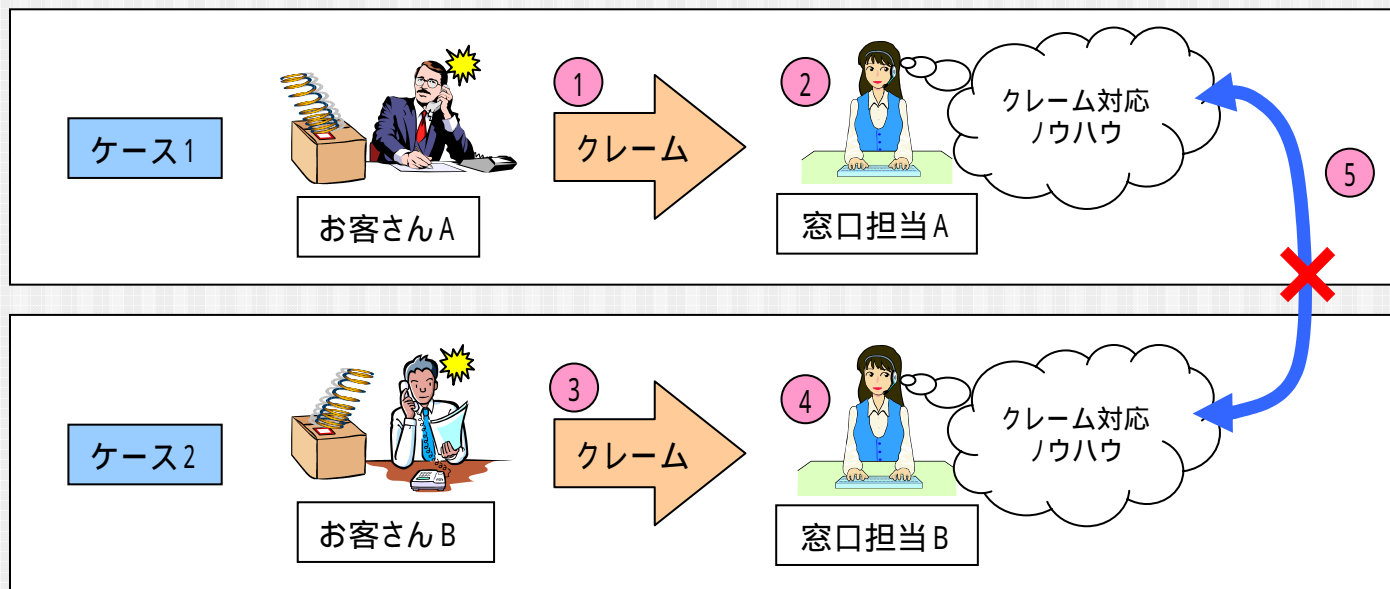 ケース1
お客さんA
①
クレーム
②
窓口担当A
クレーム対応
ノウハウ
⑤
ケース2
お客さんB
③
クレーム
④
窓口担当B
クレーム対応
ノウハウ